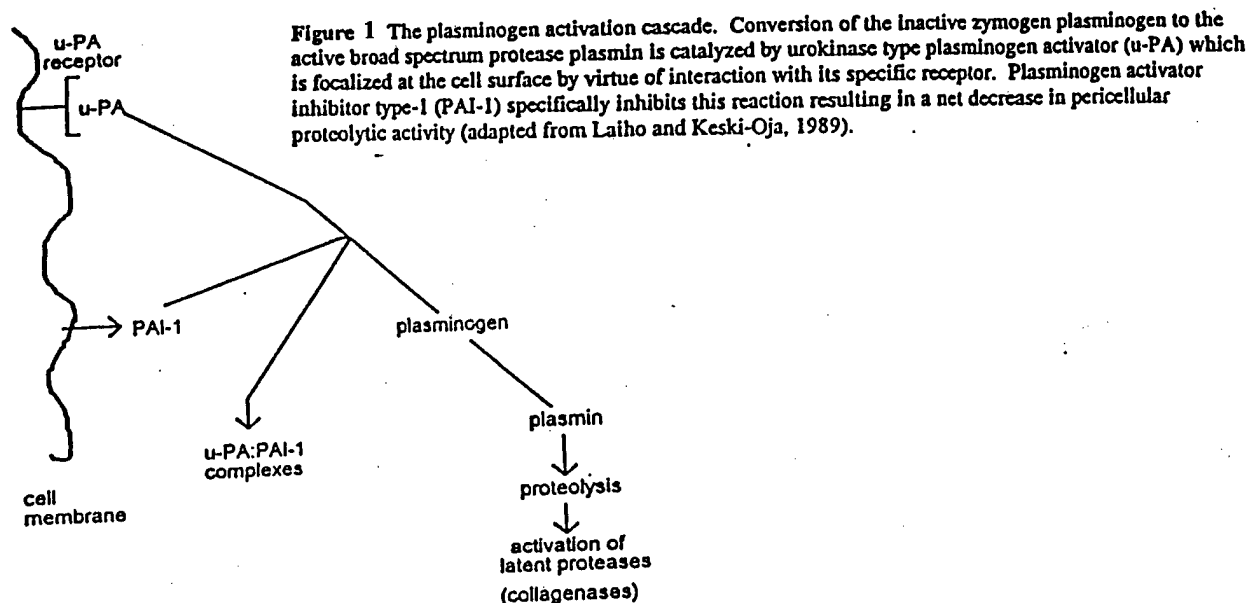 Figure 1 The plasminogen activation cascade. Conversion of the inactive zymogen plasminogen to the
active broad spectrum protease plasmin is catalyzed by urokinase type plasminogen activator (u-PA) which
is focalized at the cell surface by virtue of interaction with its specific receptor. Plasminogen activator
inhibitor type-1 (PAI-1) specifically inhibits this reaction resulting in a net decrease in pericellular
proteolytic activity (adapted from Laiho and Keski-Oja, 1989).
u-PA
receptor
u-PA
PAI-1
plasminogen
plasmin
u-PA:PAI-1
complexes
proteolysis
cell
membrane
activation of
latent proteases
(collagenases)